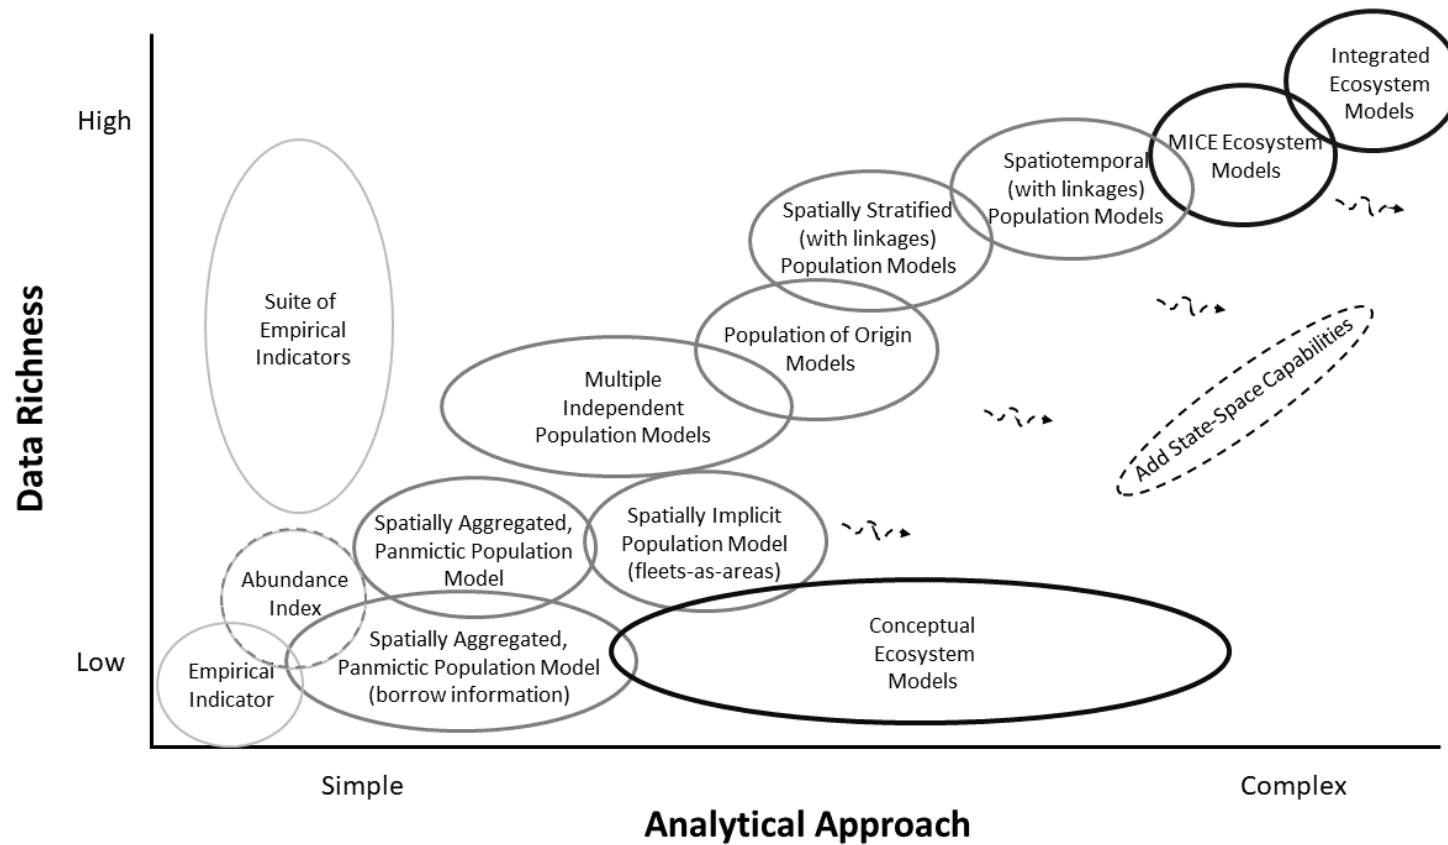 Integrated
Ecosystem
Models
High
MICE Ecosystem
Models
Spatiotemporal
(with linkages)
Population Models
Spatially Stratified
(with linkages)
Population Models
Suite of
Empirical
Indicators
Population of Origin
Models
Multiple
Independent
Population Models
Add State-Space Capabilities
Data Richness
Spatially Aggregated,
Panmictic Population
Model
Spatially Implicit
Population Model
(fleets-as-areas)
Abundance
Index
Conceptual
Ecosystem
Models
Spatially Aggregated,
Panmictic Population Model
(borrow information)
Low
Empirical
Indicator
Simple
Complex
Analytical Approach